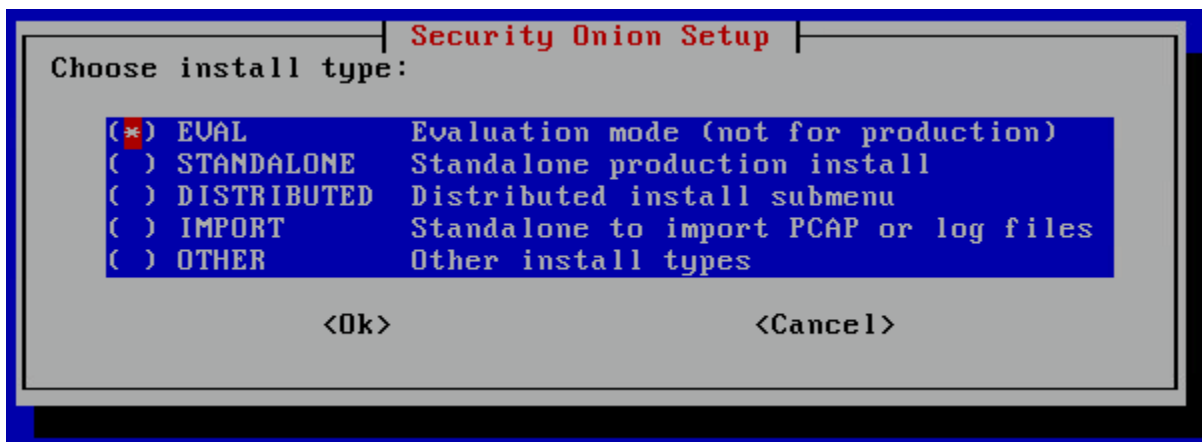 Security Onion Setup
Choose install type:
(*) EVAL Evaluation mode (not for production)
( ) STANDALONE Standalone production install
( ) DISTRIBUTED Distributed install submenu
( ) IMPORT Standalone to import PCAP or log files
( ) OTHER Other install types
<Ok> <Cancel>